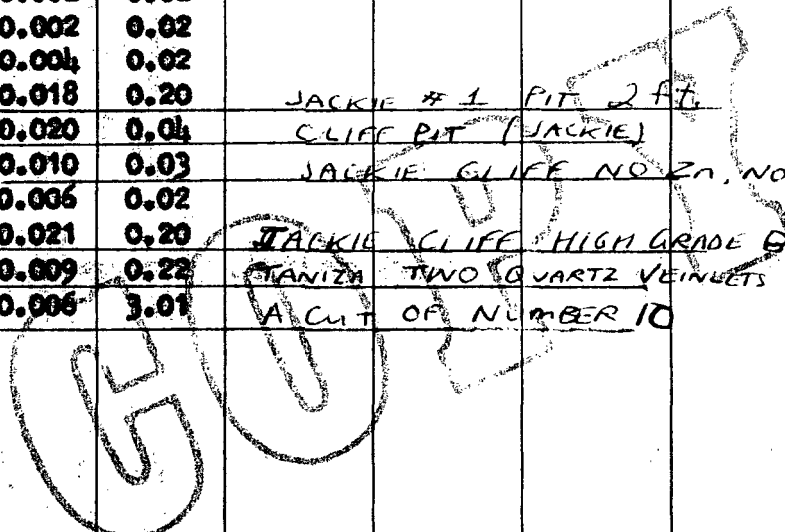 0.002 0.02
0.004 0.02
0.018 0.20 JACKIE # 1 PIT 2 ft.
0.020 0.04 CLIFF PIT (JACKIE)
0.010 0.03 JACKIE CLIFF NO Zn, NO
0.006 0.02
0.021 0.20 JACKIE CLIFF HIGH GRADE
0.009 0.22 TANIZA TWO QUARTZ VEINLETS
0.006 3.01 A CUT OF NUMBER 10
COPY